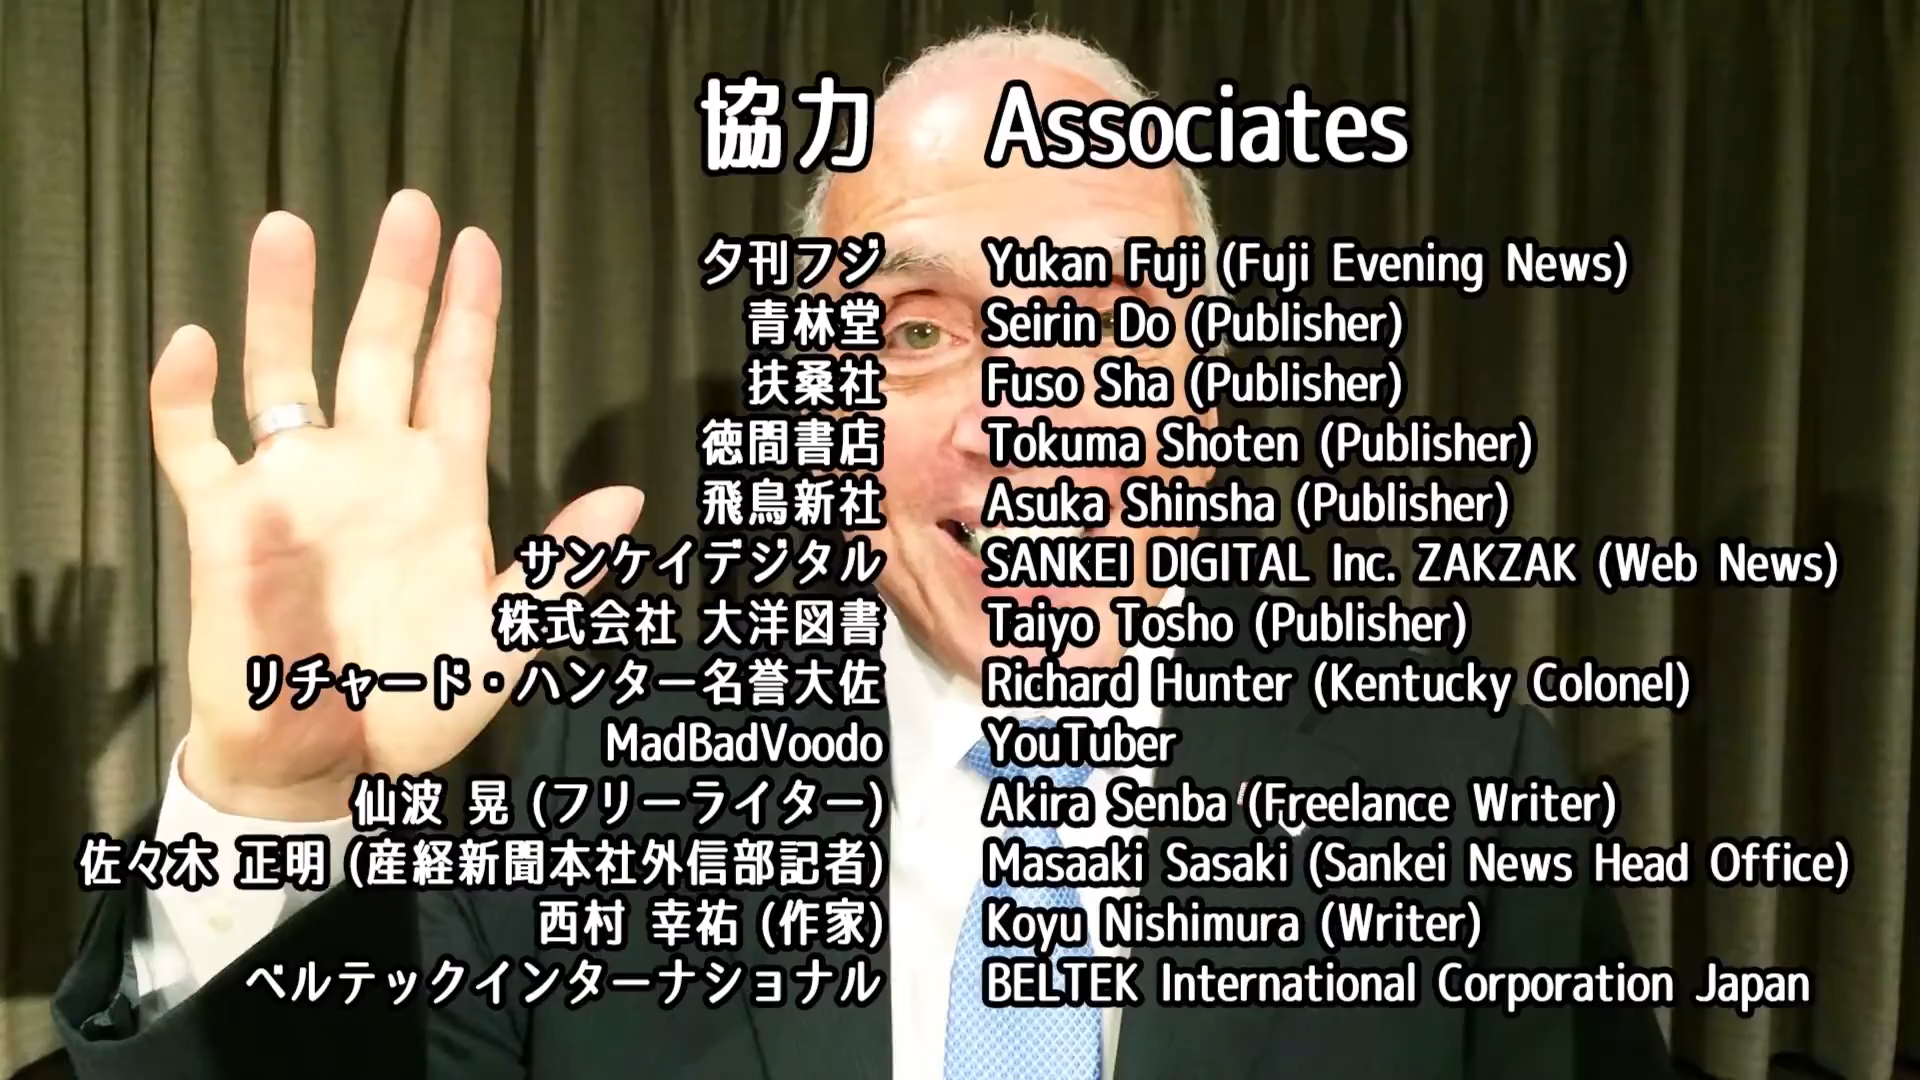 協力 Associates
夕刊フジ Yukan Fuji (Fuji Evening News)
青林堂 Seirin Do (Publisher)
扶桑社 Fuso Sha (Publisher)
徳間書店 Tokuma Shoten (Publisher)
飛鳥新社 Asuka Shinsha (Publisher)
サンケイデジタル SANKEI DIGITAL Inc. ZAKZAK (Web News)
株式会社 大洋図書 Taiyo Tosho (Publisher)
リチャード・ハンター名誉大佐 Richard Hunter (Kentucky Colonel)
MadBadVoodo YouTuber
仙波 晃 (フリーライター) Akira Senba (Freelance Writer)
佐々木 正明 (産経新聞本社外信部記者) Masaaki Sasaki (Sankei News Head Office)
西村 幸祐 (作家) Koyu Nishimura (Writer)
ベルテックインターナショナル BELTEK International Corporation Japan